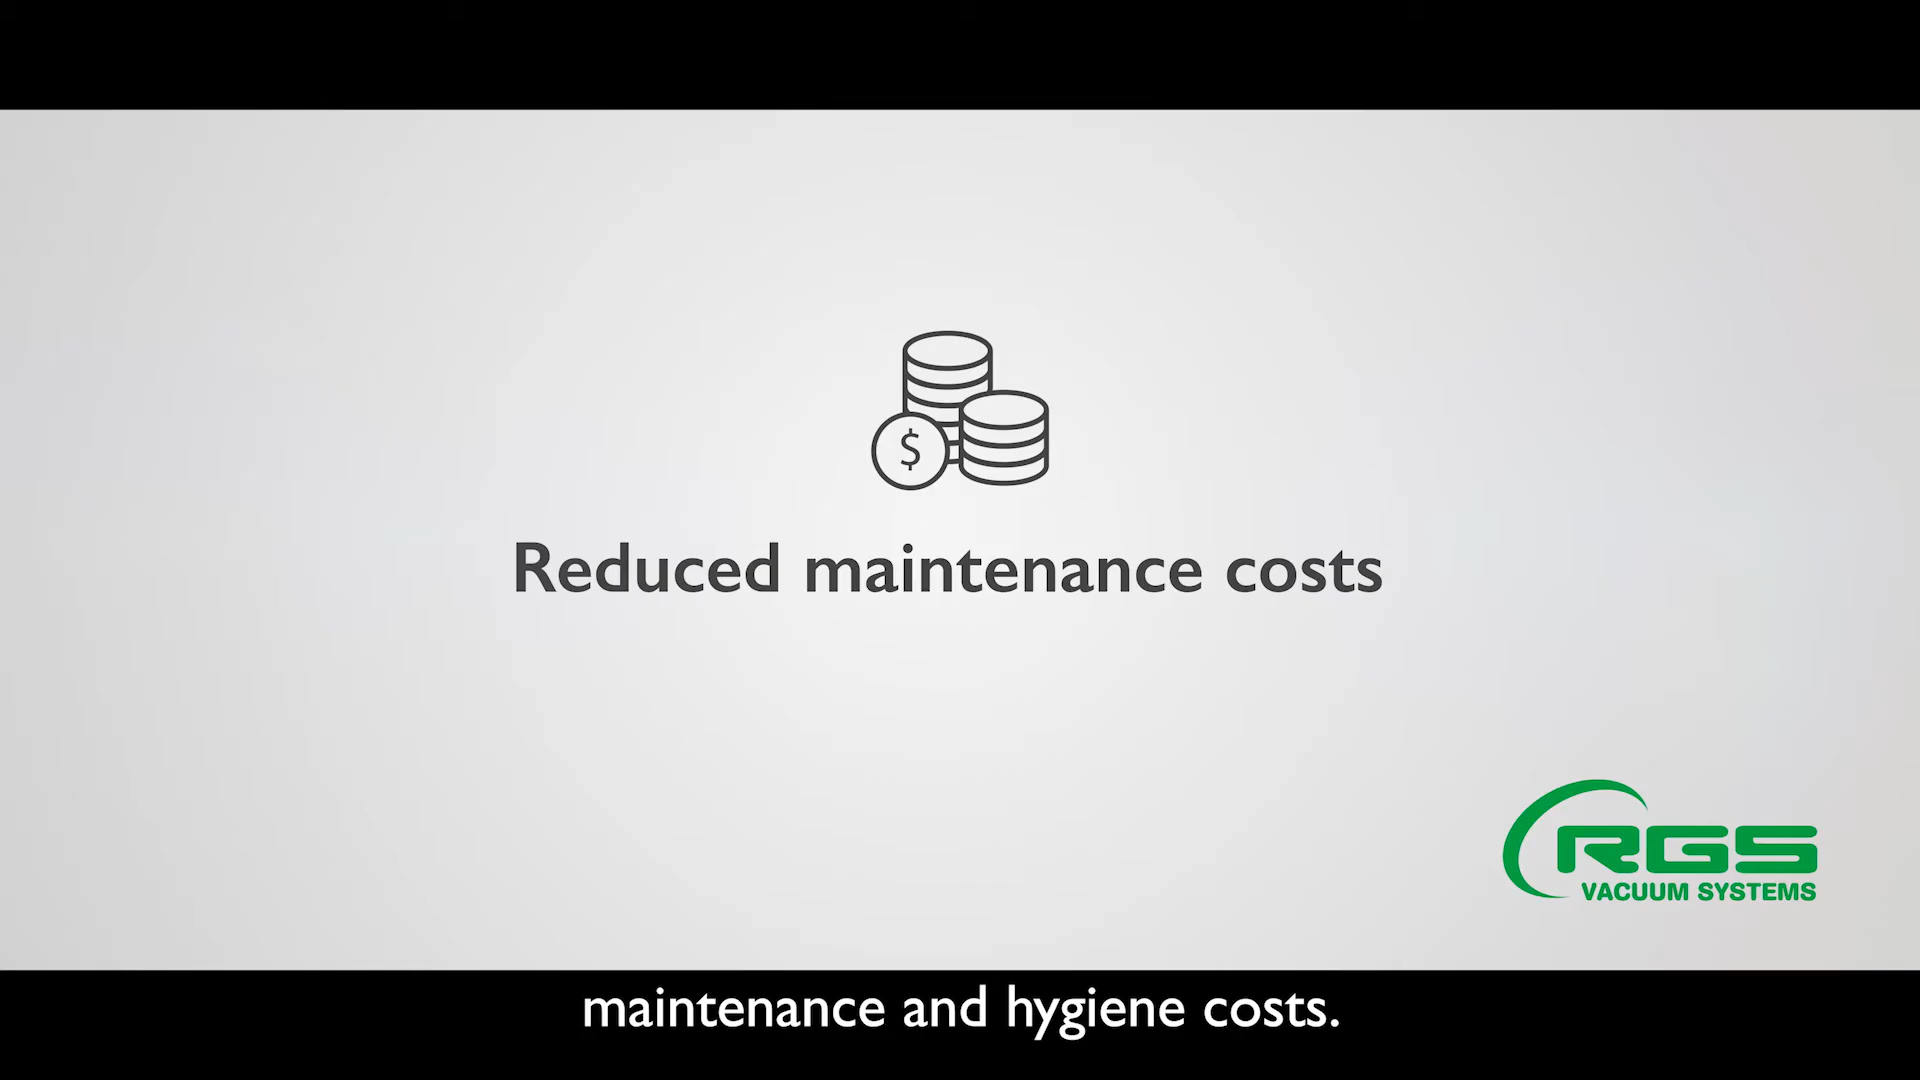 $
Reduced maintenance costs
RGS
VACUUM SYSTEMS
maintenance and hygiene costs.